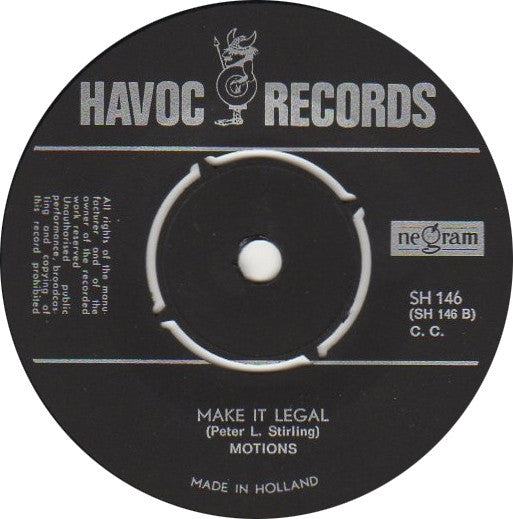 HAVOC RECORDS
All rights of the manu-
facturer and of the
owner of the recorded
work reserved
Unauthorised public
performance, broadcas-
ting and copying of
this record prohibited
negram
SH 146
(SH 146 B)
C. C.
MAKE IT LEGAL
(Peter L. Stirling)
MOTIONS
MADE IN HOLLAND